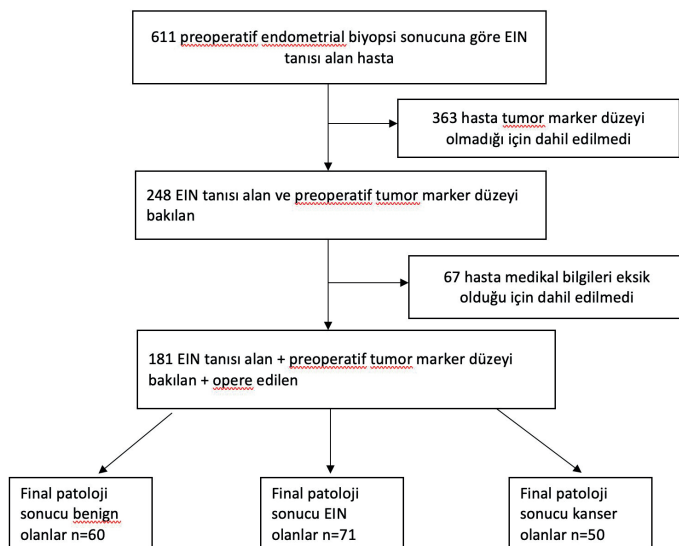 611 preoperatif endometrial biyopsi sonucuna göre EIN
tanısı alan hasta
363 hasta tumor marker düzeyi
olmadığı için dahil edilmedi
248 EIN tanısı alan ve preoperatif tumor marker düzeyi
bakılan
67 hasta medikal bilgileri eksik
olduğu için dahil edilmedi
181 EIN tanısı alan + preoperatif tumor marker düzeyi
bakılan + opere edilen
Final patoloji
sonucu benign
olanlar n=60
Final patoloji
sonucu EIN
olanlar n=71
Final patoloji
sonucu kanser
olanlar n=50